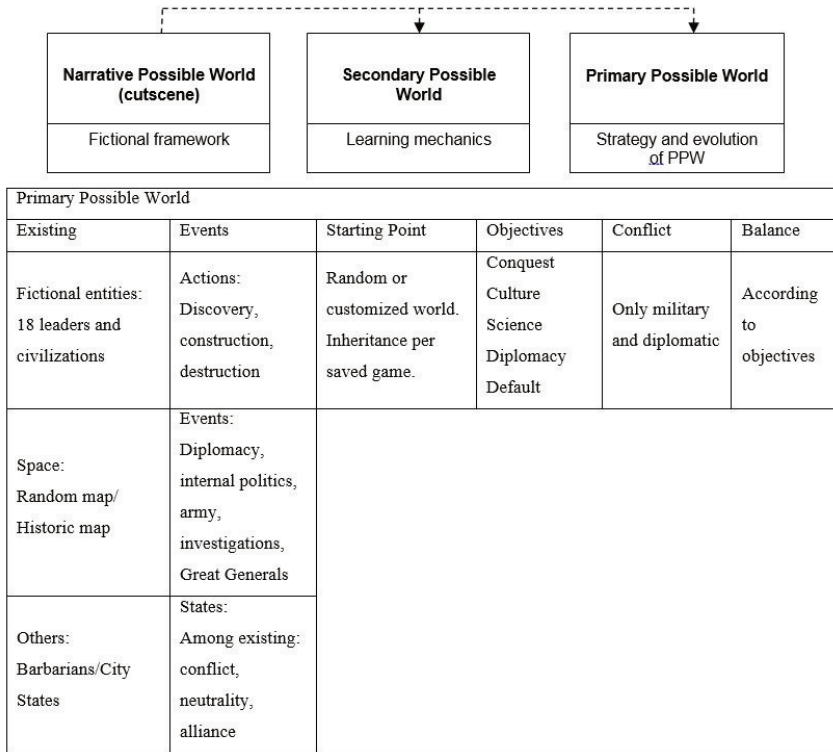 Narrative Possible World
(cutscene)
Fictional framework
Secondary Possible
World
Learning mechanics
Primary Possible World
Strategy and evolution
of PPW
Primary Possible World
Existing
Events
Starting Point
Objectives
Conflict
Balance
Fictional entities:
18 leaders and
civilizations
Actions:
Discovery,
construction,
destruction
Random or
customized world.
Inheritance per
saved game.
Conquest
Culture
Science
Diplomacy
Default
Only military
and diplomatic
According
to
objectives
Space:
Random map/
Historic map
Events:
Diplomacy,
internal politics,
army,
investigations,
Great Generals
Others:
Barbarians/City
States
States:
Among existing:
conflict,
neutrality,
alliance